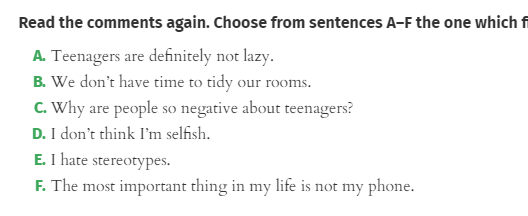 Read the comments again. Choose from sentences A–F the one which
A. Teenagers are definitely not lazy.
B. We don't have time to tidy our rooms.
C. Why are people so negative about teenagers?
D. I don't think I'm selfish.
E. I hate stereotypes.
F. The most important thing in my life is not my phone.